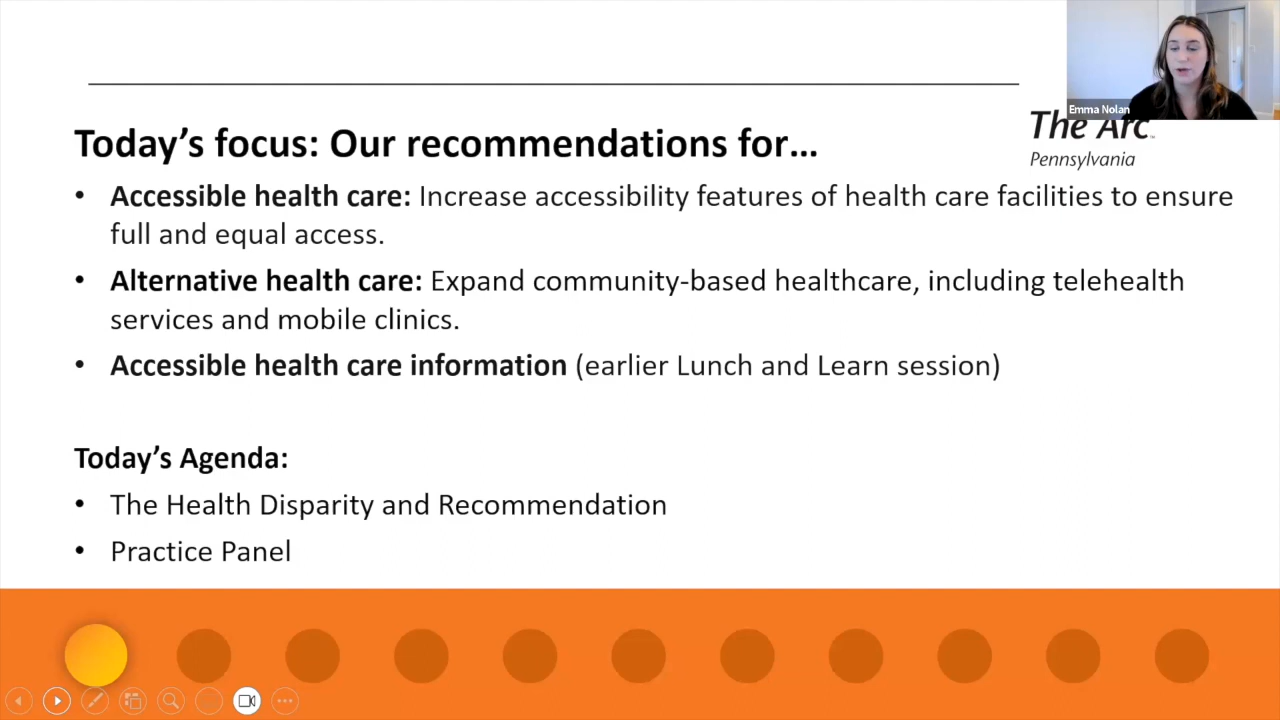 Emma Nolan
The Arc
Pennsylvania
Today's focus: Our recommendations for...
• Accessible health care: Increase accessibility features of health care facilities to ensure
full and equal access.
• Alternative health care: Expand community-based healthcare, including telehealth
services and mobile clinics.
• Accessible health care information (earlier Lunch and Learn session)
Today's Agenda:
• The Health Disparity and Recommendation
• Practice Panel